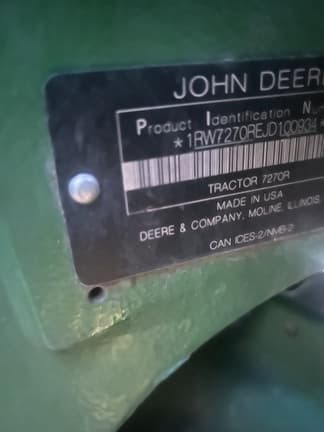 JOHN DEER
Product Identification Num
*1RW7270REJD100934*
TRACTOR 7270R
MADE IN USA
DEERE & COMPANY, MOLINE, ILLINOIS
CAN ICES-2/NMB-2